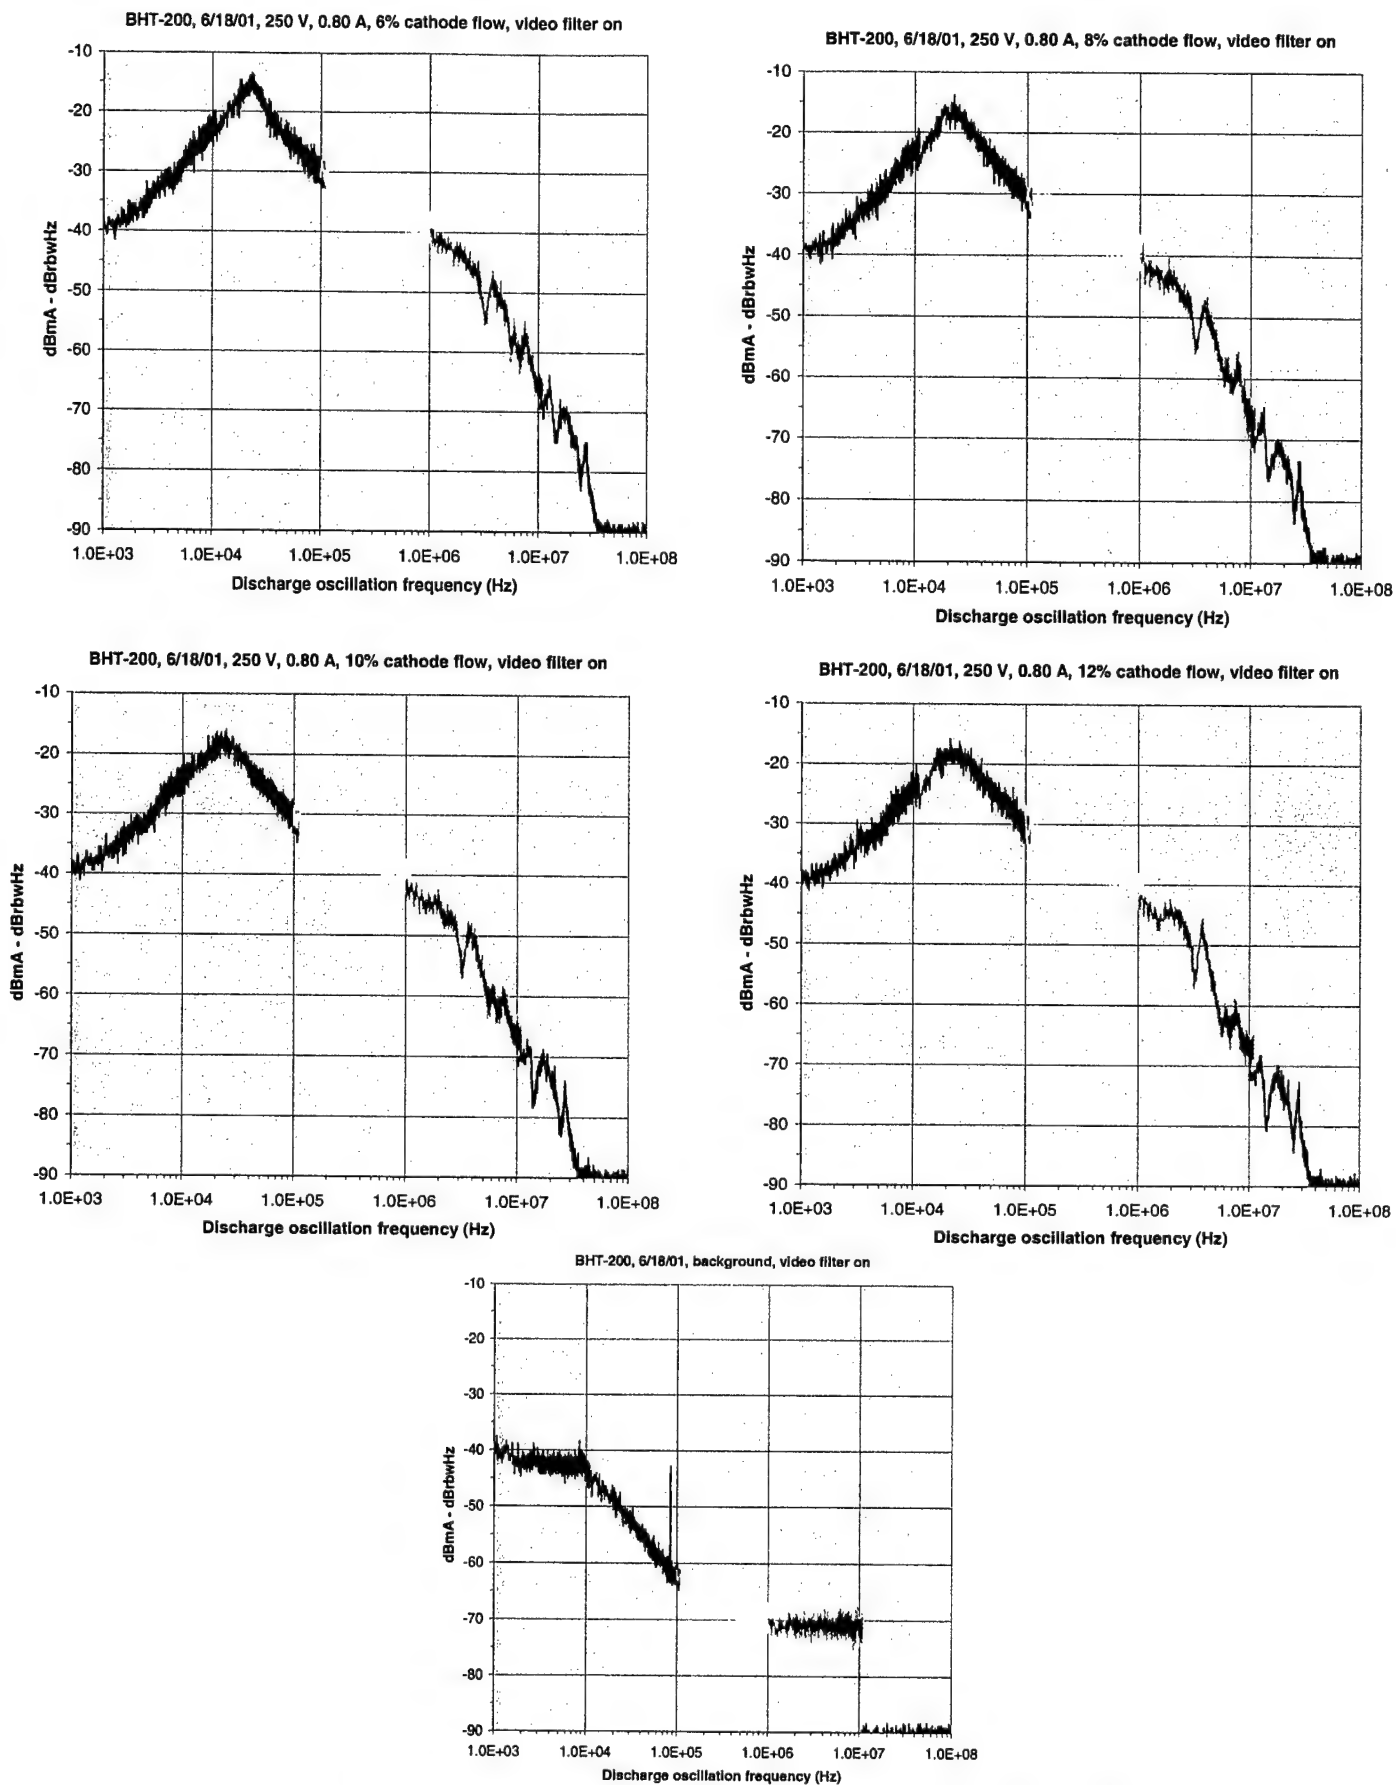 BHT-200, 6/18/01, 250 V, 0.80 A, 6% cathode flow, video filter on
-10
-20
-30
-40
-50
-60
-70
-80
-90
dBmA - dBrbwHz
1.0E+03 1.0E+04 1.0E+05 1.0E+06 1.0E+07 1.0E+08
Discharge oscillation frequency (Hz)
BHT-200, 6/18/01, 250 V, 0.80 A, 8% cathode flow, video filter on
-10
-20
-30
-40
-50
-60
-70
-80
-90
dBmA - dBrbwHz
1.0E+03 1.0E+04 1.0E+05 1.0E+06 1.0E+07 1.0E+08
Discharge oscillation frequency (Hz)
BHT-200, 6/18/01, 250 V, 0.80 A, 10% cathode flow, video filter on
-10
-20
-30
-40
-50
-60
-70
-80
-90
dBmA - dBrbwHz
1.0E+03 1.0E+04 1.0E+05 1.0E+06 1.0E+07 1.0E+08
Discharge oscillation frequency (Hz)
BHT-200, 6/18/01, 250 V, 0.80 A, 12% cathode flow, video filter on
-10
-20
-30
-40
-50
-60
-70
-80
-90
dBmA - dBrbwHz
1.0E+03 1.0E+04 1.0E+05 1.0E+06 1.0E+07 1.0E+08
Discharge oscillation frequency (Hz)
BHT-200, 6/18/01, background, video filter on
-10
-20
-30
-40
-50
-60
-70
-80
-90
dBmA - dBrbwHz
1.0E+03 1.0E+04 1.0E+05 1.0E+06 1.0E+07 1.0E+08
Discharge oscillation frequency (Hz)